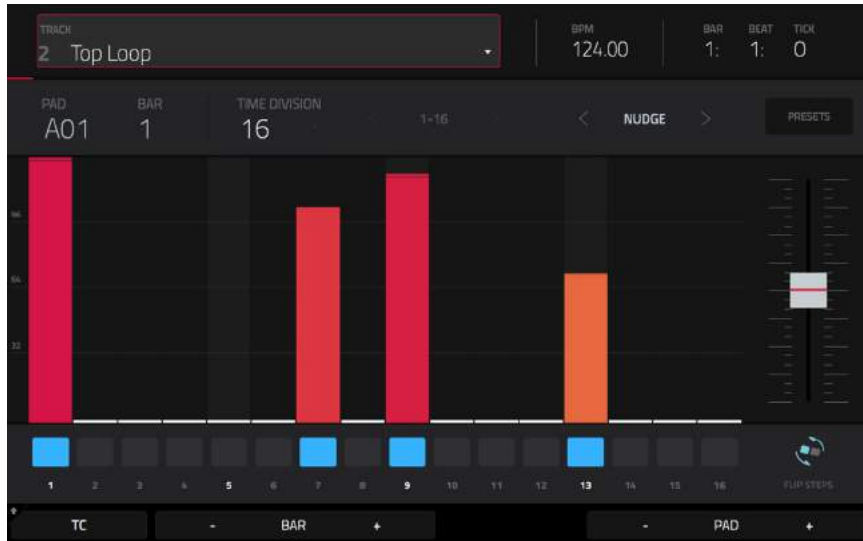 TRACK
2 Top Loop
BPM
124.00
BAR BEAT TICK
1: 1: 0
PAD BAR TIME DIVISION
A01 1 16
1-16
< NUDGE >
PRESETS
96
64
32
1 2 3 4 5 6 7 8 9 10 11 12 13 14 15 16
FLIP STEPS
TC - BAR + - PAD +